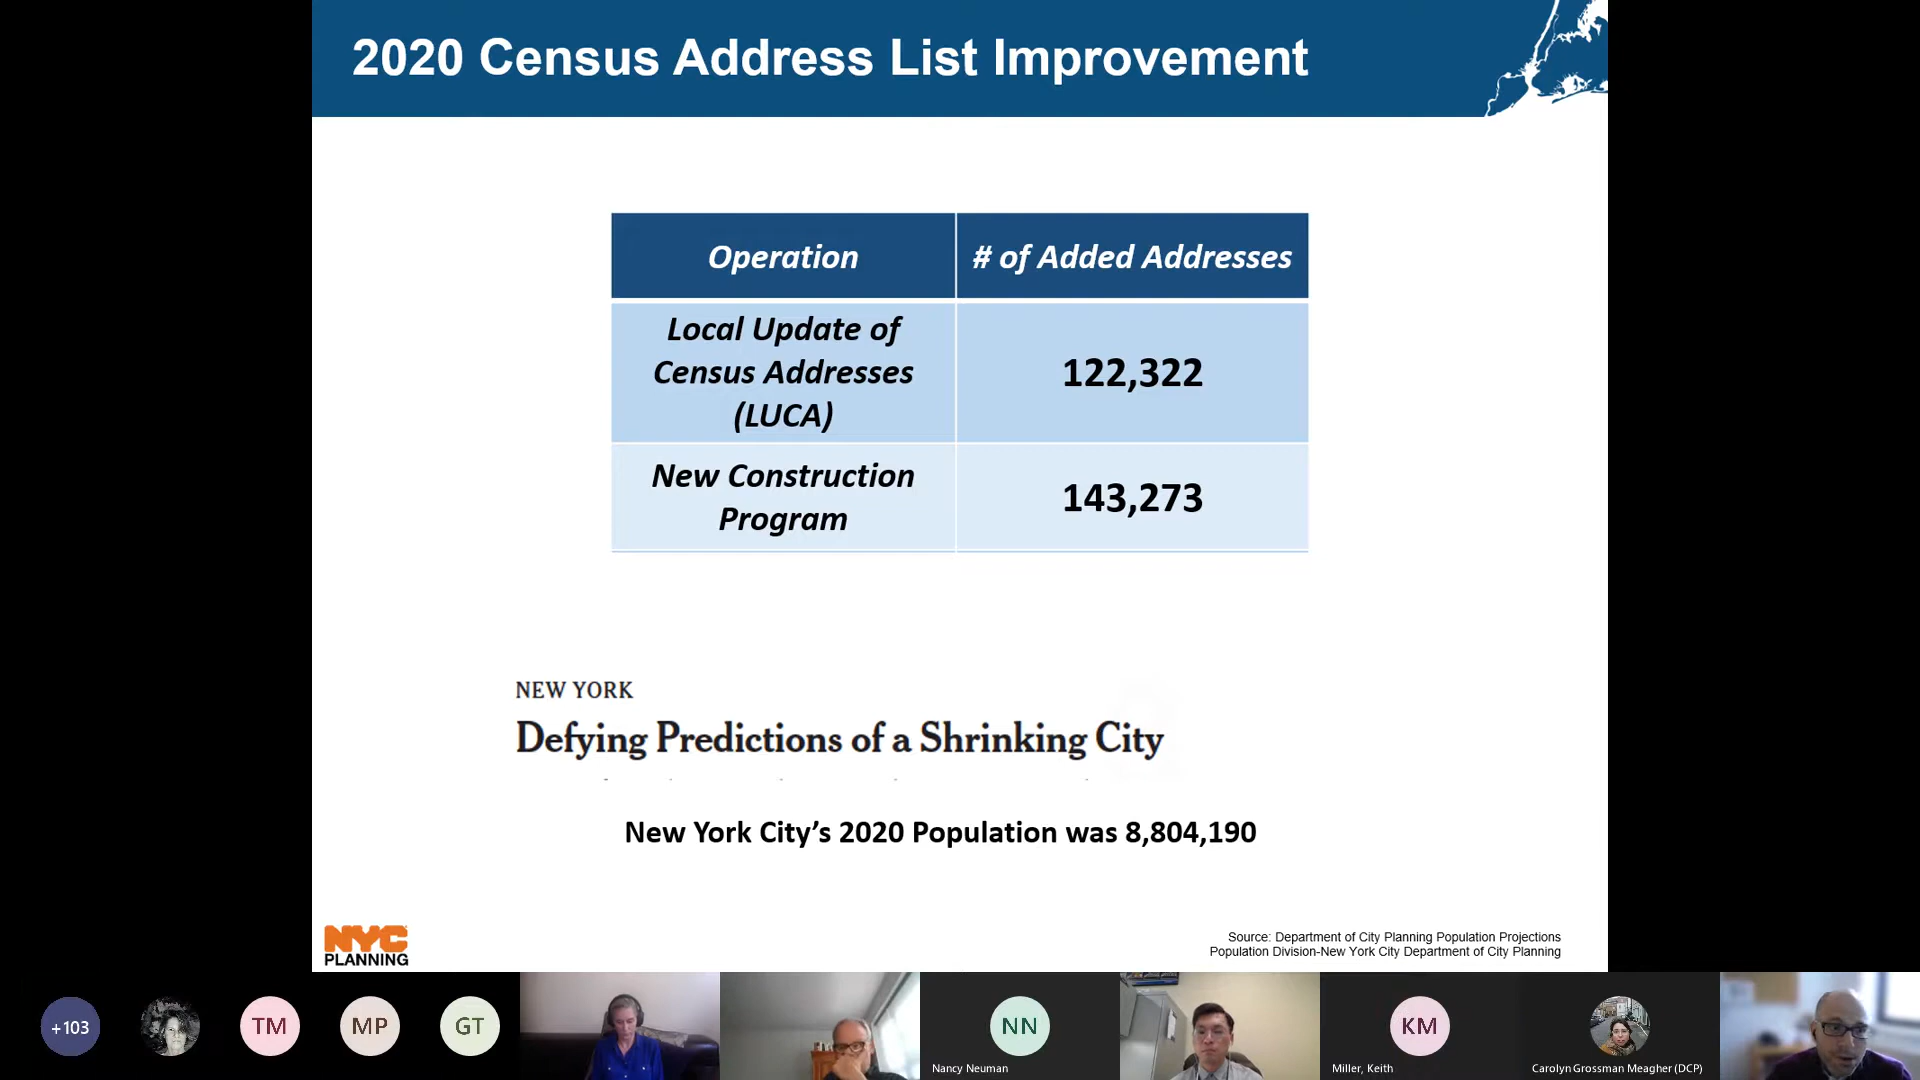 2020 Census Address List Improvement
Operation
# of Added Addresses
Local Update of
Census Addresses
(LUCA)
122,322
New Construction
Program
143,273
NEW YORK
Defying Predictions of a Shrinking City
New York City’s 2020 Population was 8,804,190
NYC
PLANNING
Source: Department of City Planning Population Projections
Population Division-New York City Department of City Planning
+103
TM
MP
GT
NN
Nancy Neuman
KM
Miller, Keith
Carolyn Grossman Meagher (DCP)